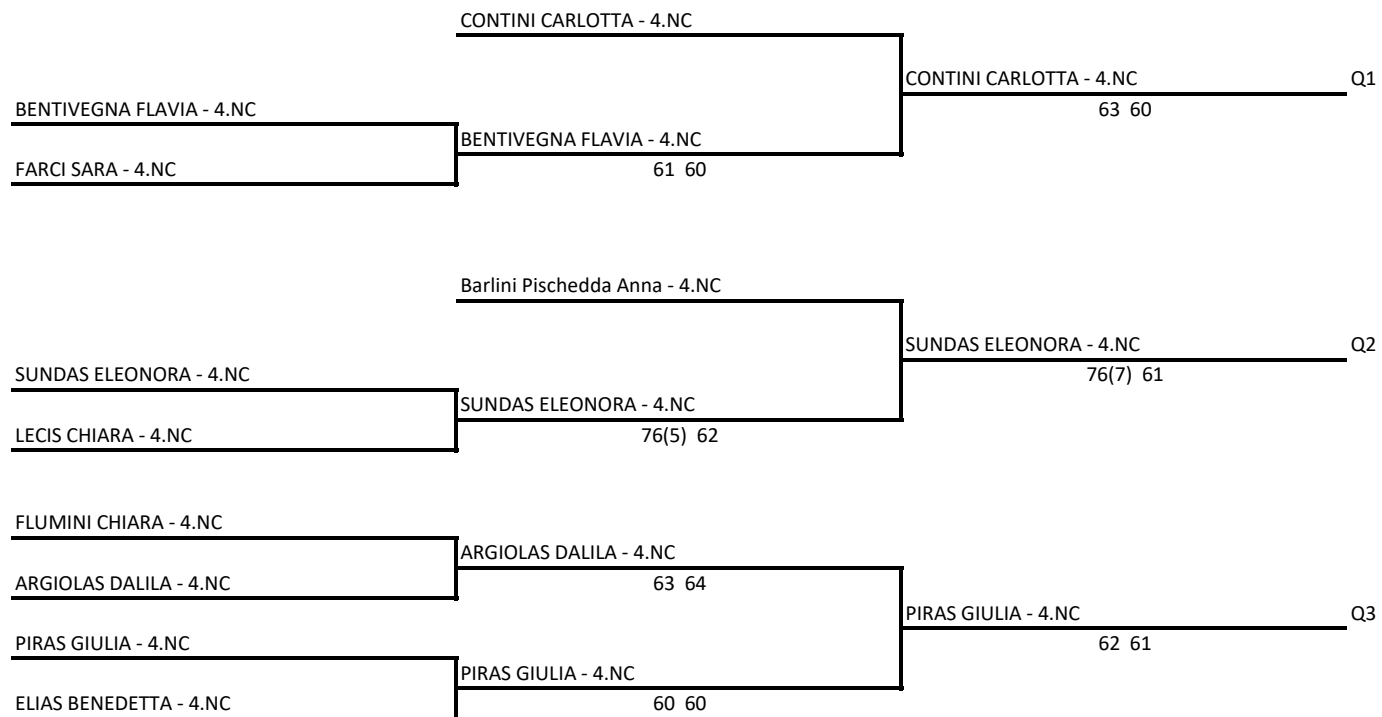 CONTINI CARLOTTA - 4.NC
CONTINI CARLOTTA - 4.NC Q1
BENTIVEGNA FLAVIA - 4.NC 63 60
BENTIVEGNA FLAVIA - 4.NC
FARCI SARA - 4.NC 61 60
Barlini Pischedda Anna - 4.NC
SUNDAS ELEONORA - 4.NC Q2
SUNDAS ELEONORA - 4.NC 76(7) 61
SUNDAS ELEONORA - 4.NC
LECIS CHIARA - 4.NC 76(5) 62
FLUMINI CHIARA - 4.NC
ARGIOLAS DALILA - 4.NC
ARGIOLAS DALILA - 4.NC 63 64
PIRAS GIULIA - 4.NC Q3
PIRAS GIULIA - 4.NC 62 61
PIRAS GIULIA - 4.NC
ELIAS BENEDETTA - 4.NC 60 60